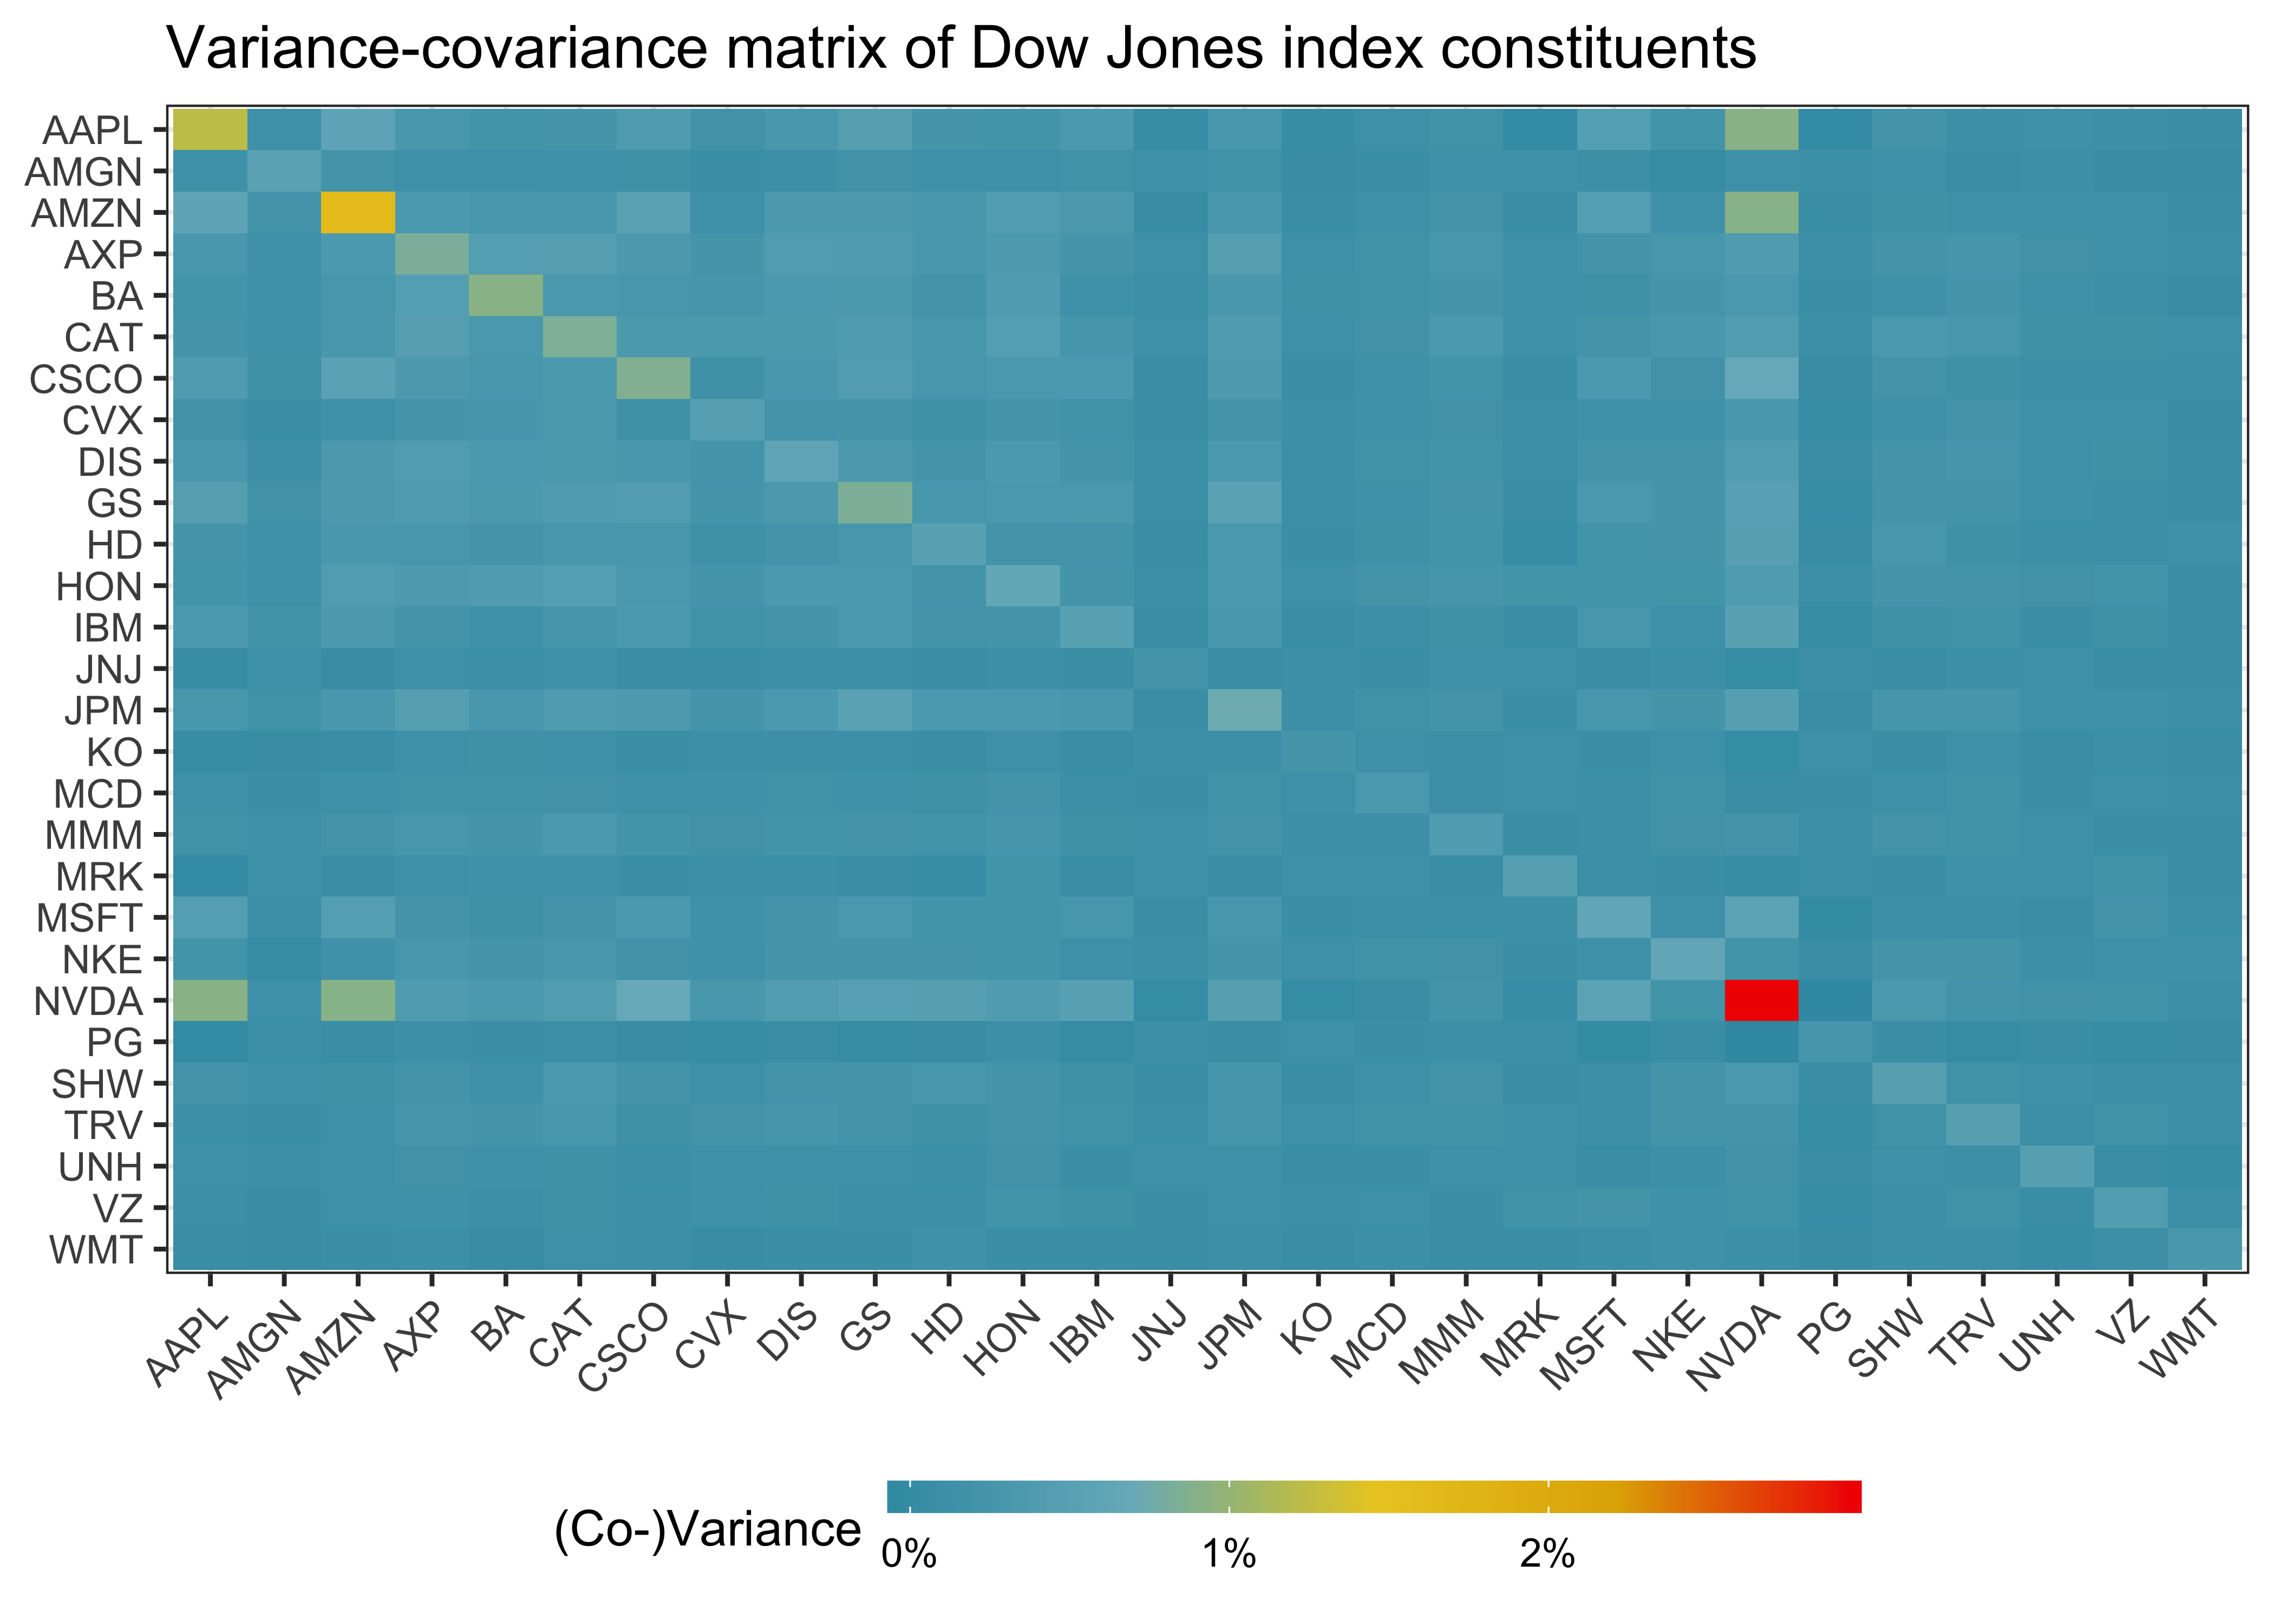 Variance-covariance matrix of Dow Jones index constituents
AAPL
AMGN
AMZN
AXP
BA
CAT
CSCO
CVX
DIS
GS
HD
HON
IBM
JNJ
JPM
KO
MCD
MMM
MRK
MSFT
NKE
NVDA
PG
SHW
TRV
UNH
VZ
WMT
AAPL AMGN AMZN AXP BA CAT CSCO CVX DIS GS HD HON IBM JNJ JPM KO MCD MMM MRK MSFT NKE NVDA PG SHW TRV UNH VZ WMT
(Co-)Variance
0% 1% 2%